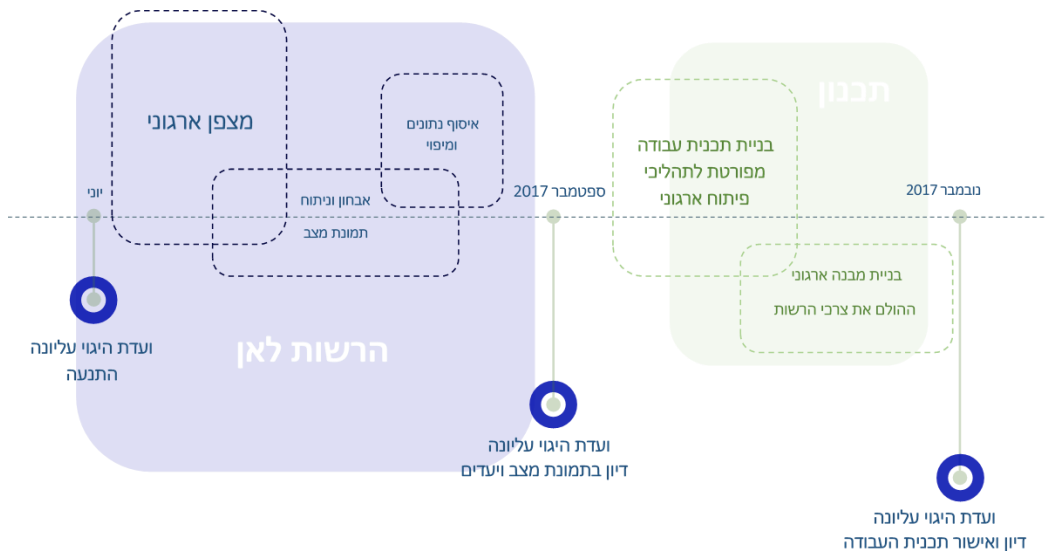 מצפן ארגוני
איסוף נתונים
ומיפוי
אבחון וניתוח
תמונת מצב
יוני
הרשות לאן
ועדת היגוי עליונה
התנעה
ספטמבר 2017
ועדת היגוי עליונה
דיון בתמונת מצב ויעדים
תכנון
בניית תכנית עבודה
מפורטת לתהליכי
פיתוח ארגוני
בניית מבנה ארגוני
ההולם את צרכי הרשות
נובמבר 2017
ועדת היגוי עליונה
דיון ואישור תכנית העבודה